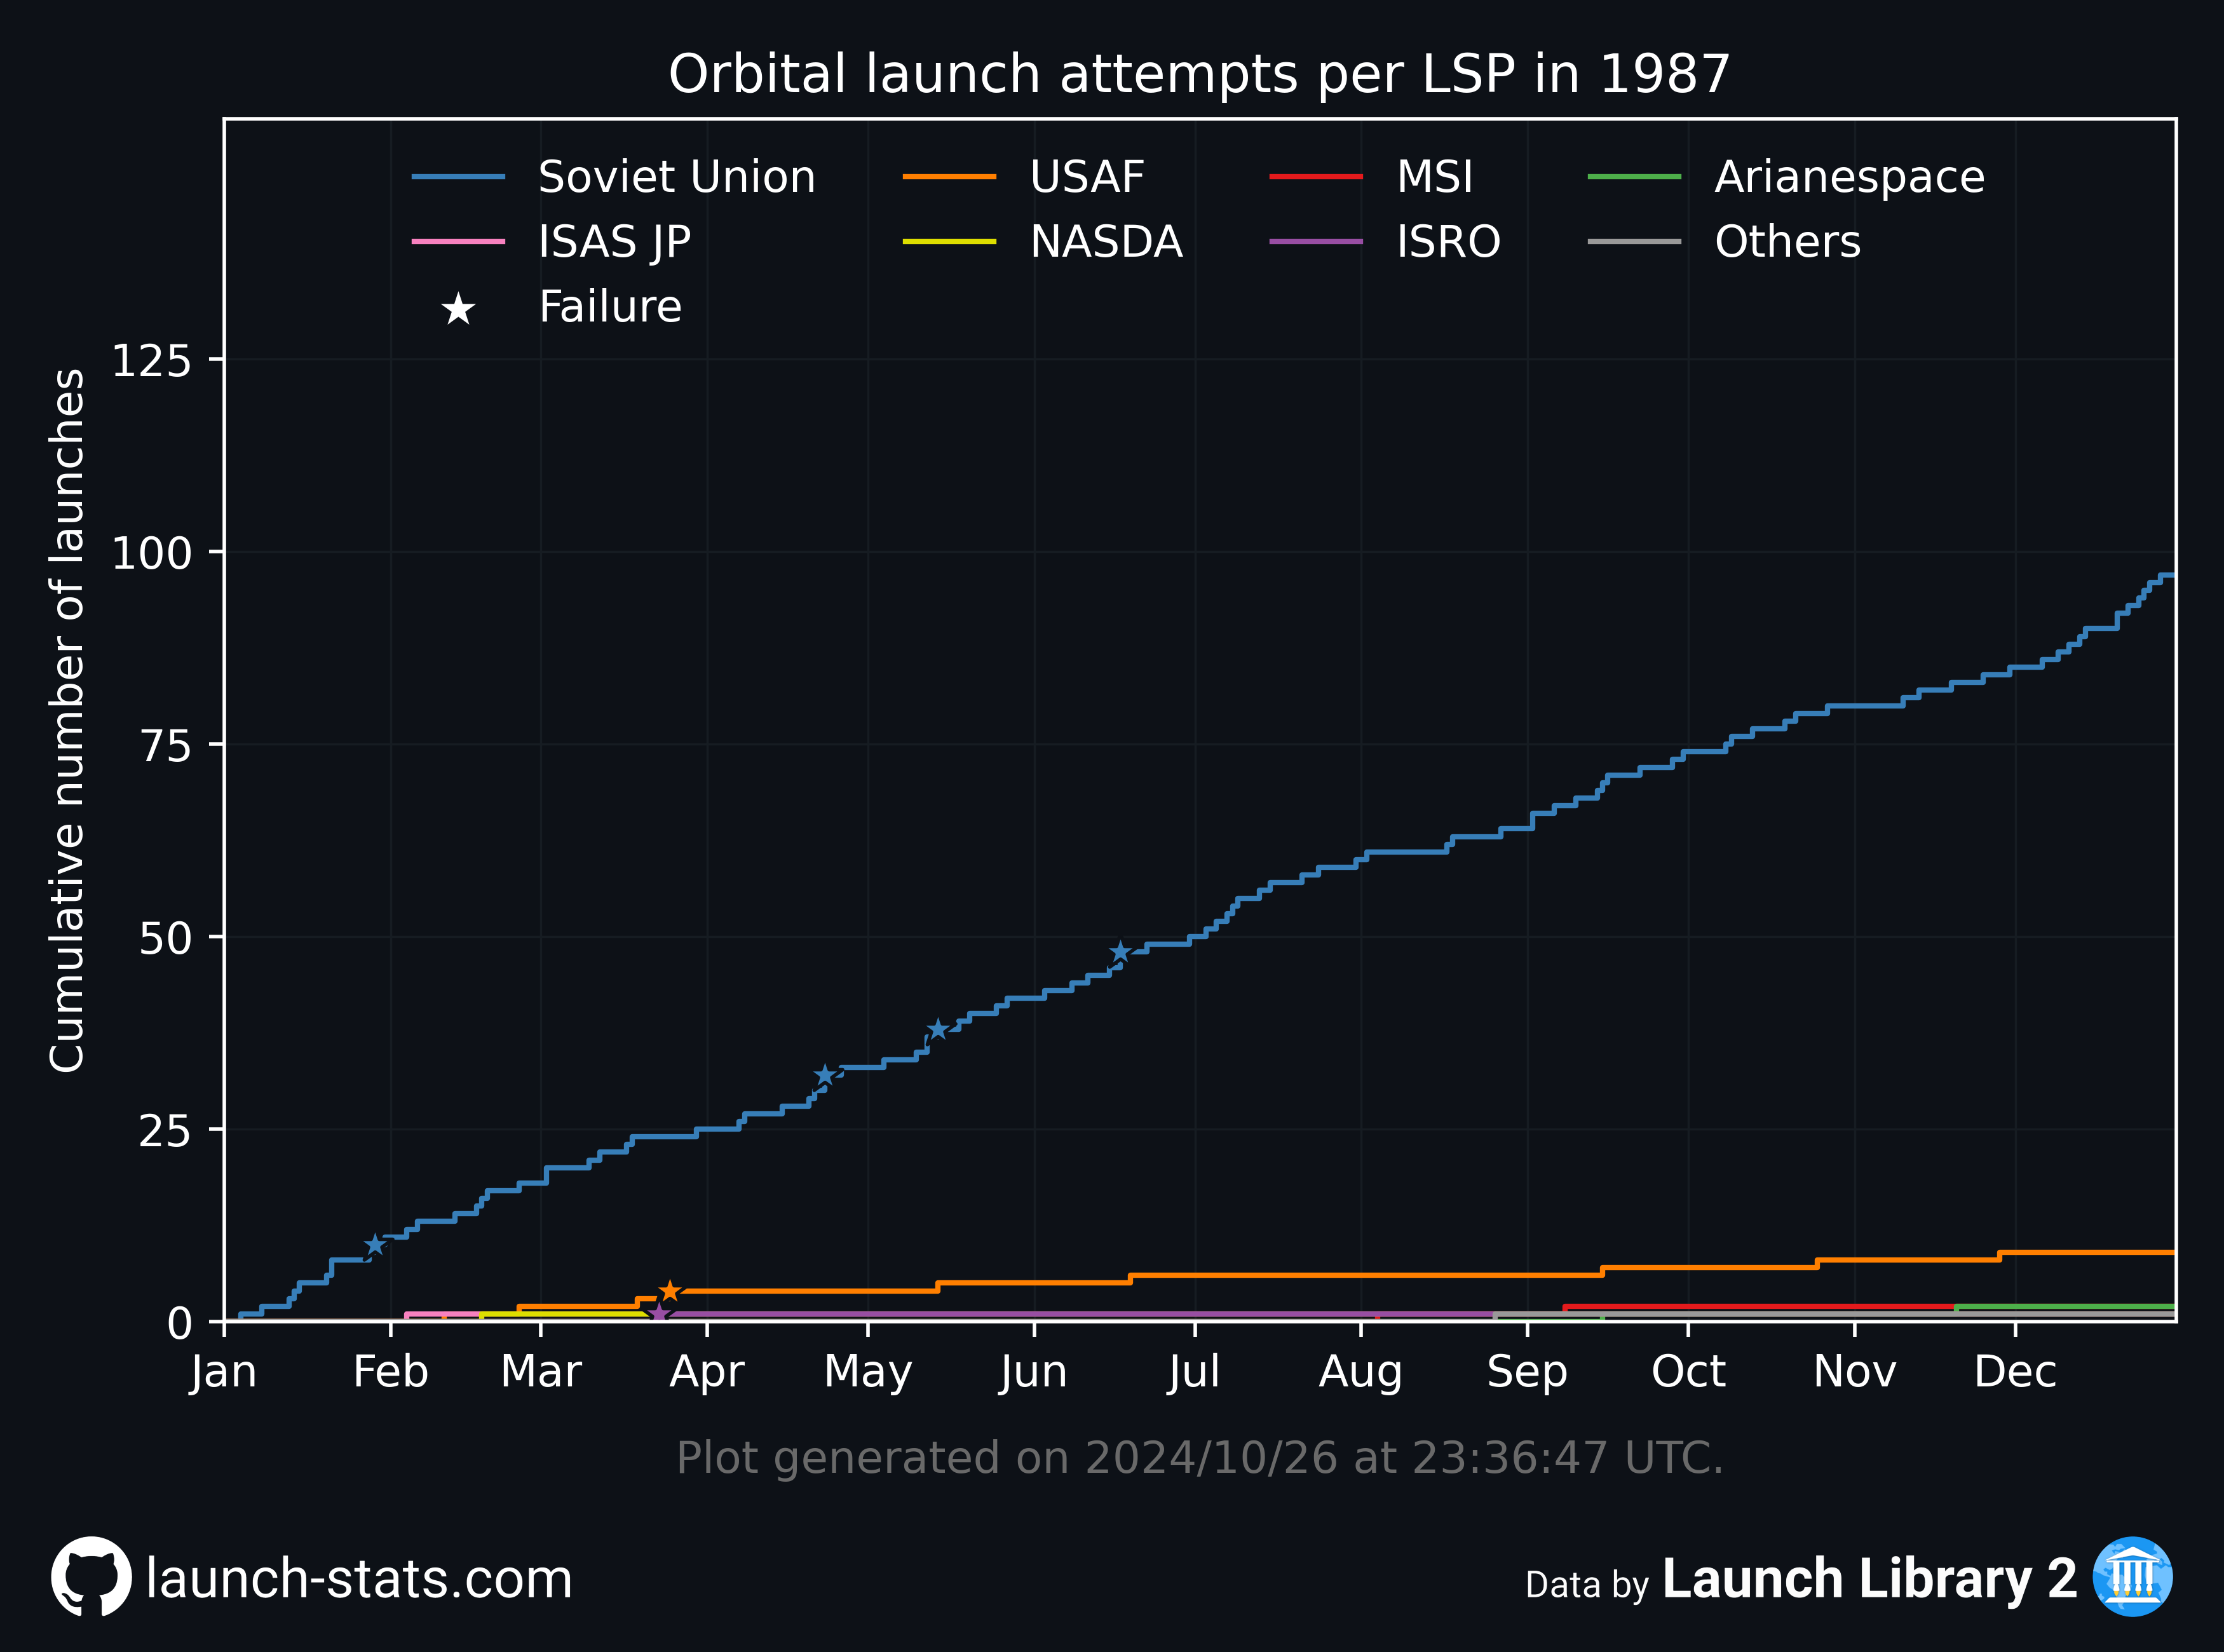 Orbital launch attempts per LSP in 1987
Soviet Union USAF MSI Arianespace
ISAS JP NASDA ISRO Others
Failure
Cumulative number of launches
125
100
75
50
25
0
Jan Feb Mar Apr May Jun Jul Aug Sep Oct Nov Dec
Plot generated on 2024/10/26 at 23:36:47 UTC.
launch-stats.com
Data by Launch Library 2